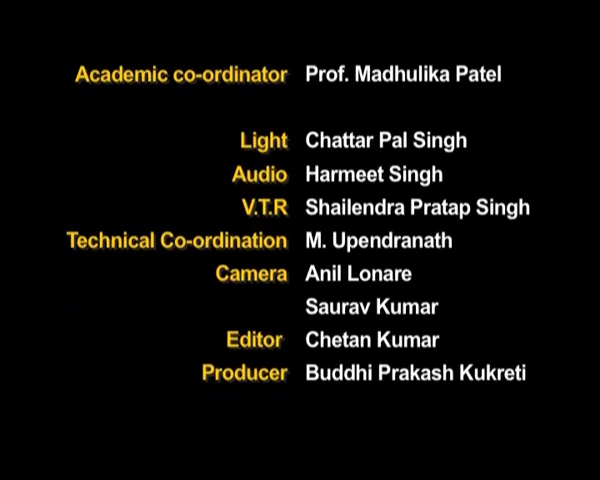 Academic co-ordinator Prof. Madhulika Patel
Light Chattar Pal Singh
Audio Harmeet Singh
V.T.R Shailendra Pratap Singh
Technical Co-ordination M. Upendranath
Camera Anil Lonare
Saurav Kumar
Editor Chetan Kumar
Producer Buddhi Prakash Kukreti